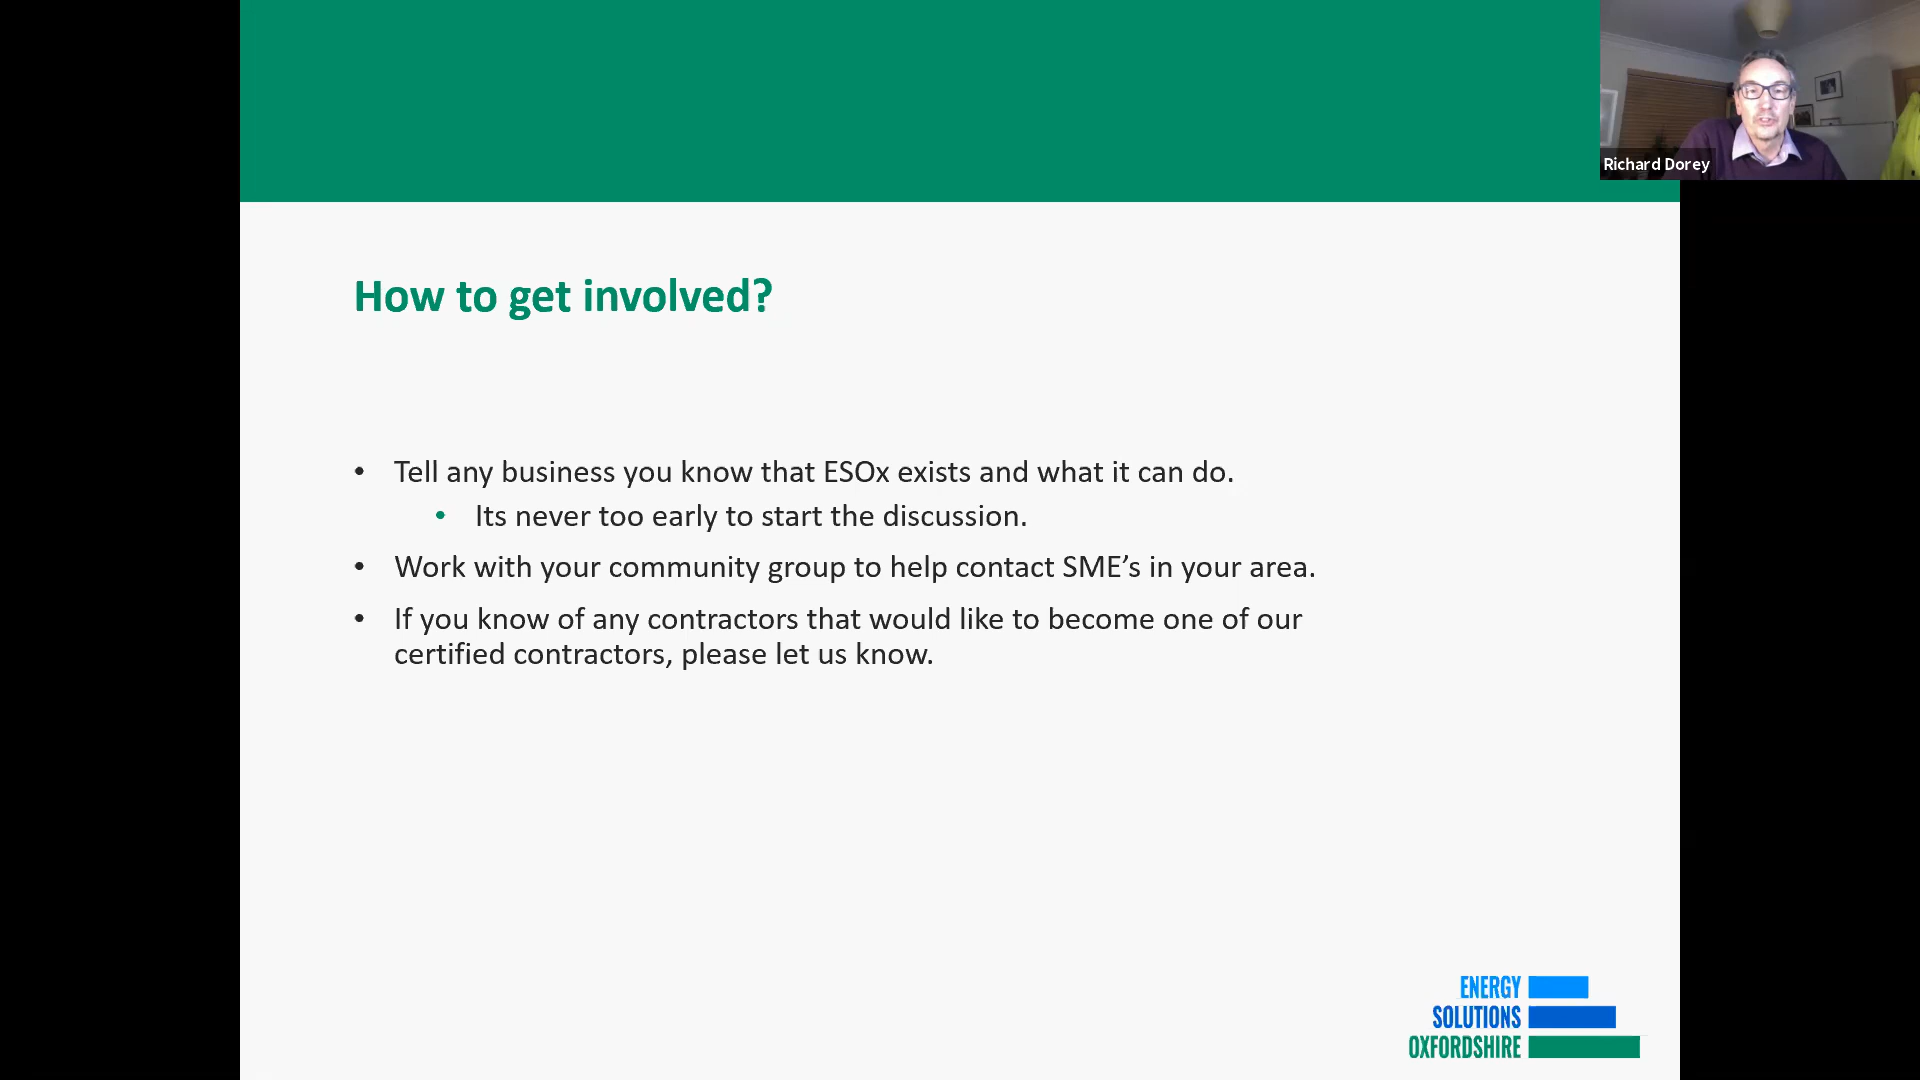 Richard Dorey
How to get involved?
• Tell any business you know that ESOx exists and what it can do.
• Its never too early to start the discussion.
• Work with your community group to help contact SME’s in your area.
• If you know of any contractors that would like to become one of our
certified contractors, please let us know.
ENERGY
SOLUTIONS
OXFORDSHIRE